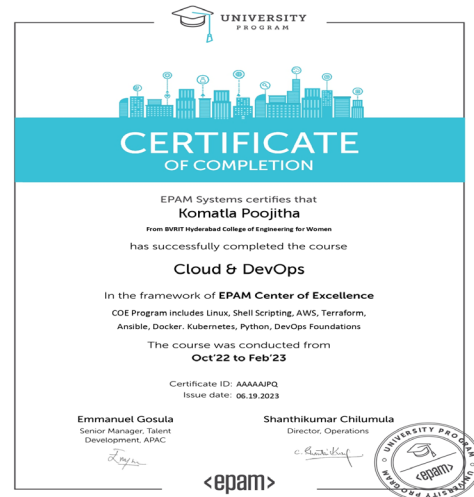 UNIVERSITY
PROGRAM
CERTIFICATE
OF COMPLETION
EPAM Systems certifies that
Komatla Poojitha
From BVRIT Hyderabad College of Engineering for Women
has successfully completed the course
Cloud & DevOps
In the framework of EPAM Center of Excellence
COE Program includes Linux, Shell Scripting, AWS, Terraform,
Ansible, Docker. Kubernetes, Python, DevOps Foundations
The course was conducted from
Oct'22 to Feb'23
Certificate ID: AAAAAJPQ
Issue date: 06.19.2023
Emmanuel Gosula
Senior Manager, Talent
Development, APAC
Shanthikumar Chilumula
Director, Operations
<epam>
UNIVERSITY PROGRAM
<epam>